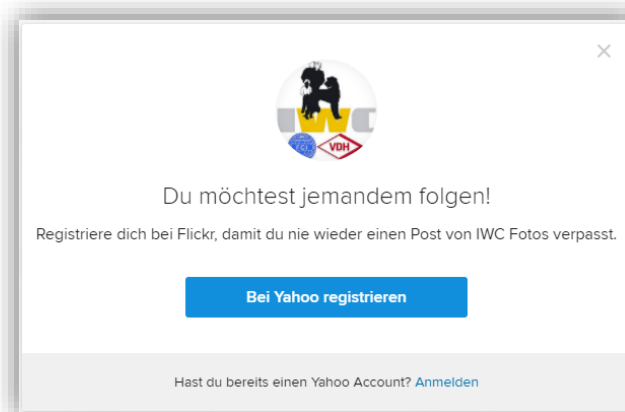 IWC
FCI
VDH
Du möchtest jemandem folgen!
Registriere dich bei Flickr, damit du nie wieder einen Post von IWC Fotos verpasst.
Bei Yahoo registrieren
Hast du bereits einen Yahoo Account? Anmelden